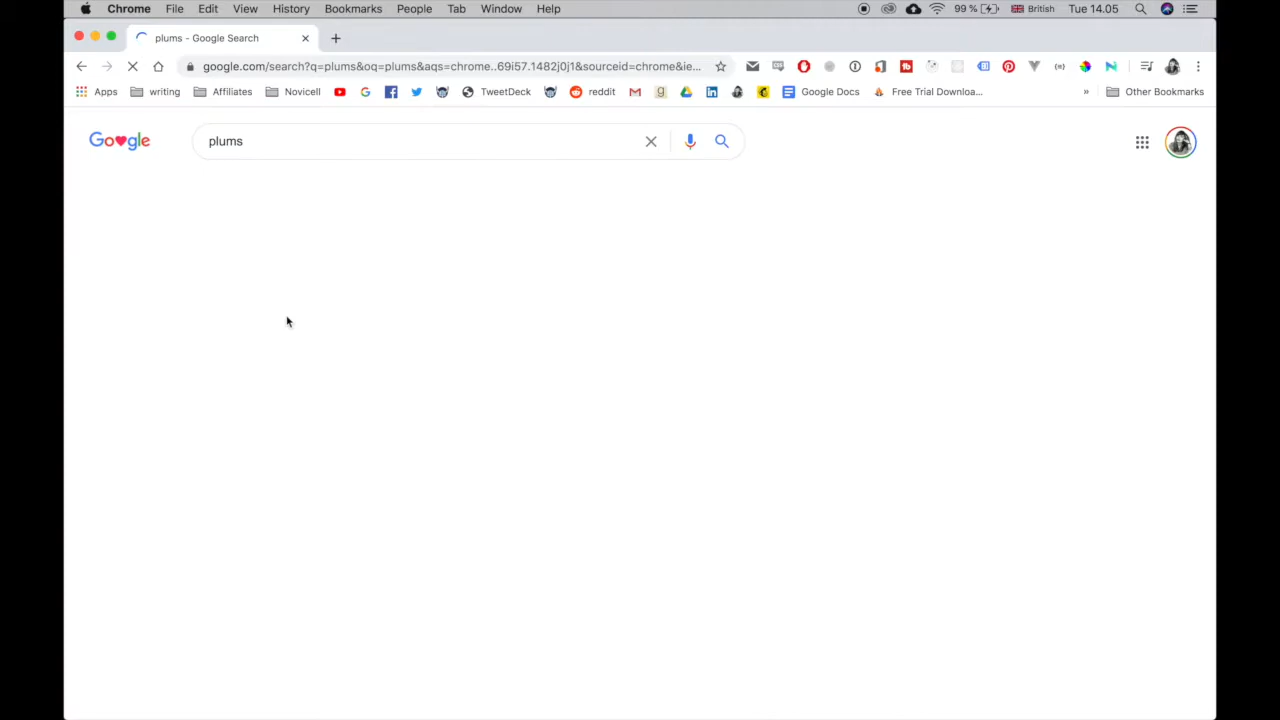 Chrome File Edit View History Bookmarks People Tab Window Help 99 % British Tue 14.05
plums - Google Search
google.com/search?q=plums&oq=plums&aqs=chrome..69i57.1482j0j1&sourceid=chrome&ie...
Apps writing Affiliates Novicell TweetDeck reddit Google Docs Free Trial Downloa... » Other Bookmarks
Google plums